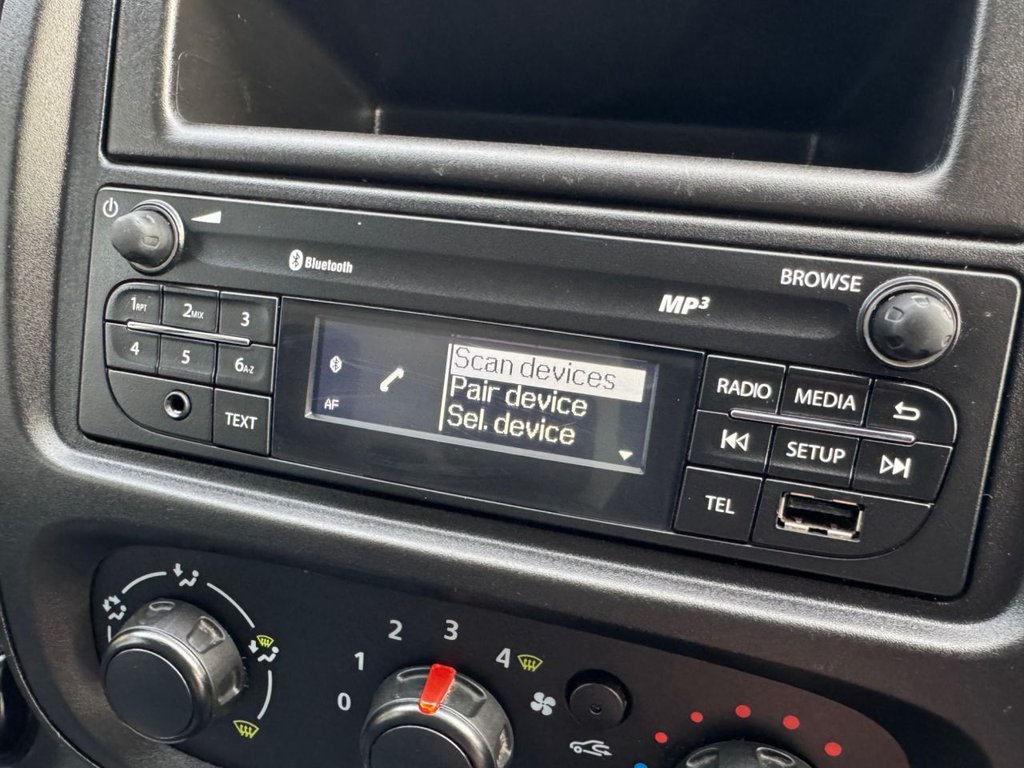 BROWSE
Bluetooth
MP3
1RPT
2MIX
3
4
5
6A-Z
TEXT
AF
Scan devices
Pair device
Sel. device
RADIO
MEDIA
SETUP
TEL
0
1
2
3
4